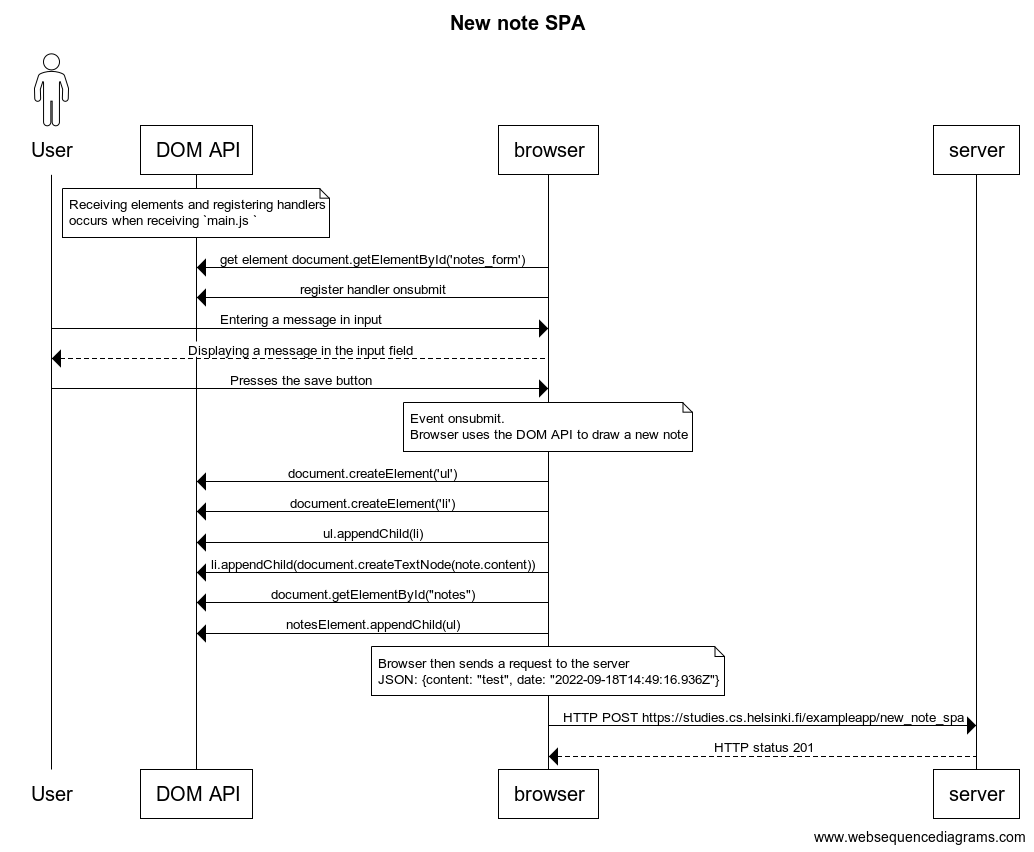 New note SPA
User
DOM API
browser
server
Receiving elements and registering handlers
occurs when receiving `main.js `
get element document.getElementById('notes_form')
register handler onsubmit
Entering a message in input
Displaying a message in the input field
Presses the save button
Event onsubmit.
Browser uses the DOM API to draw a new note
document.createElement('ul')
document.createElement('li')
ul.appendChild(li)
li.appendChild(document.createTextNode(note.content))
document.getElementById("notes")
notesElement.appendChild(ul)
Browser then sends a request to the server
JSON: {content: "test", date: "2022-09-18T14:49:16.936Z"}
HTTP POST https://studies.cs.helsinki.fi/exampleapp/new_note_spa
HTTP status 201
User
DOM API
browser
server
www.websequencediagrams.com